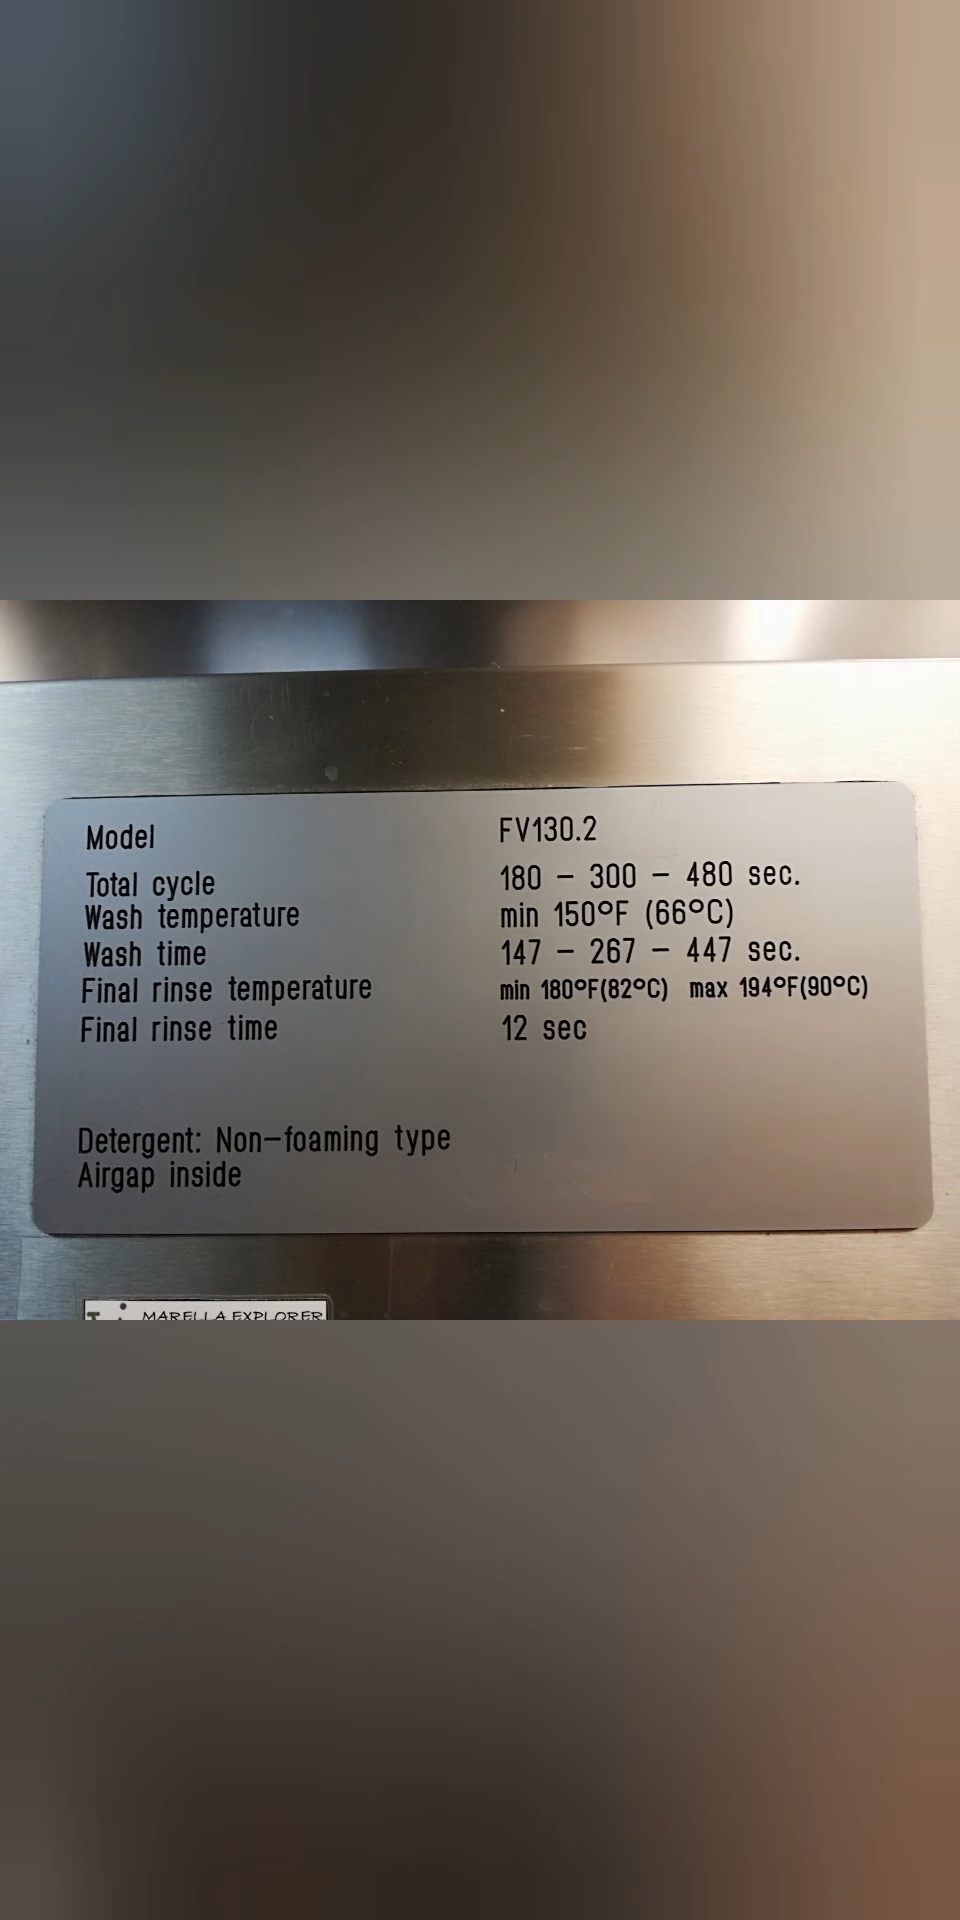 Model FV130.2
Total cycle 180 – 300 – 480 sec.
Wash temperature min 150°F (66°C)
Wash time 147 – 267 – 447 sec.
Final rinse temperature min 180°F(82°C) max 194°F(90°C)
Final rinse time 12 sec
Detergent: Non–foaming type
Airgap inside
MARELLA EXPLORER